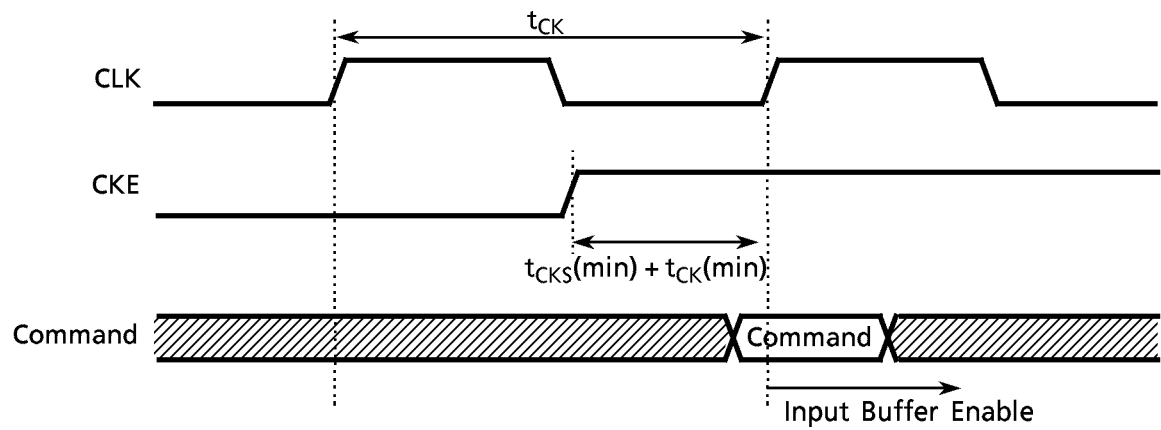 tCK
CLK
CKE
tCKS(min) + tCK(min)
Command
Command
Input Buffer Enable